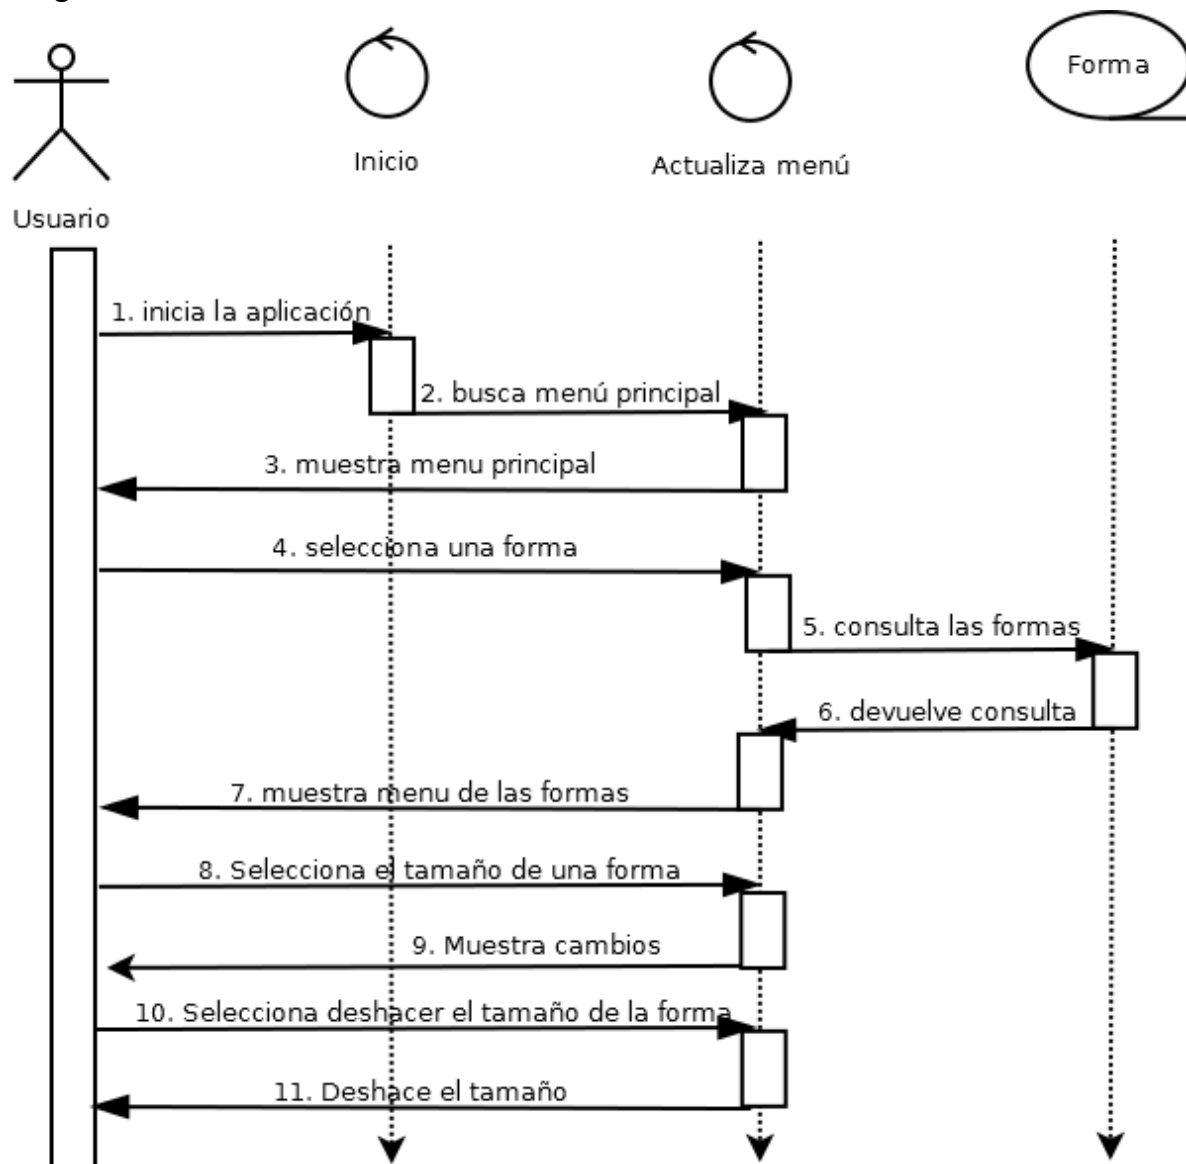 Forma
Inicio
Actualiza menú
Usuario
1. inicia la aplicación
2. busca menú principal
3. muestra menu principal
4. selecciona una forma
5. consulta las formas
6. devuelve consulta
7. muestra menu de las formas
8. Selecciona el tamaño de una forma
9. Muestra cambios
10. Selecciona deshacer el tamaño de la forma
11. Deshace el tamaño